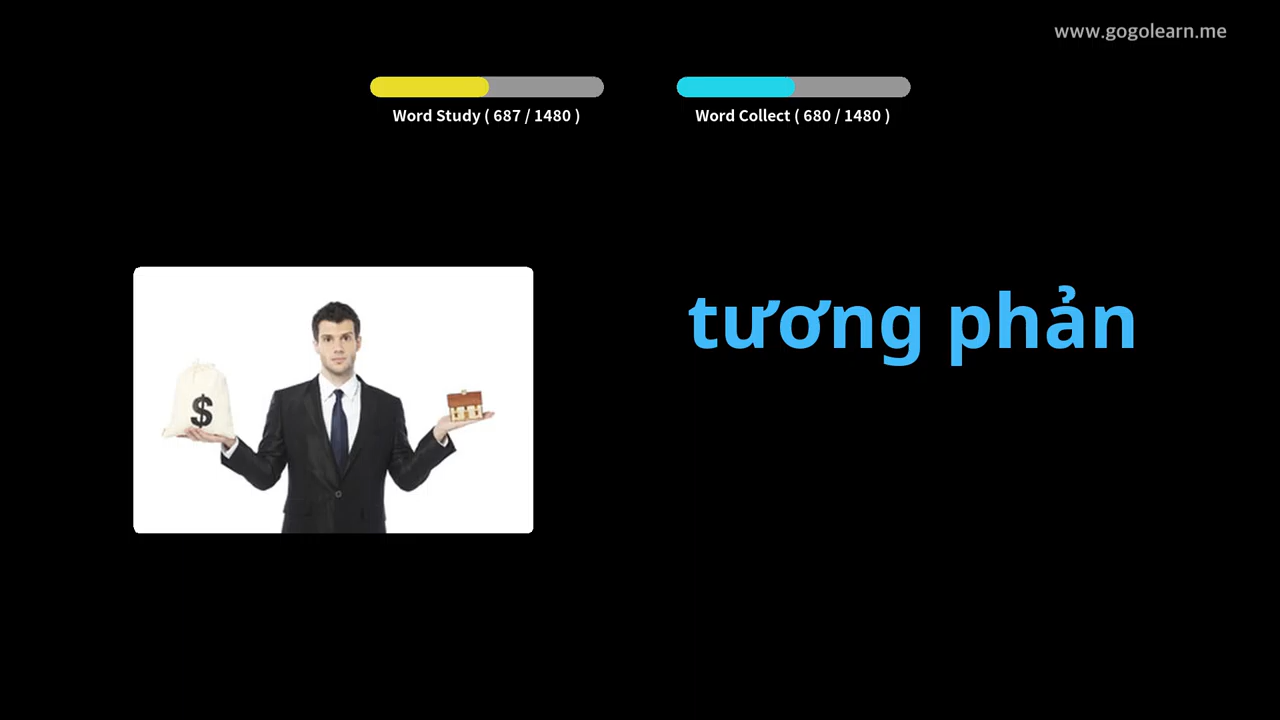 www.gogolearn.me
Word Study ( 687 / 1480 )
Word Collect ( 680 / 1480 )
tương phản
$